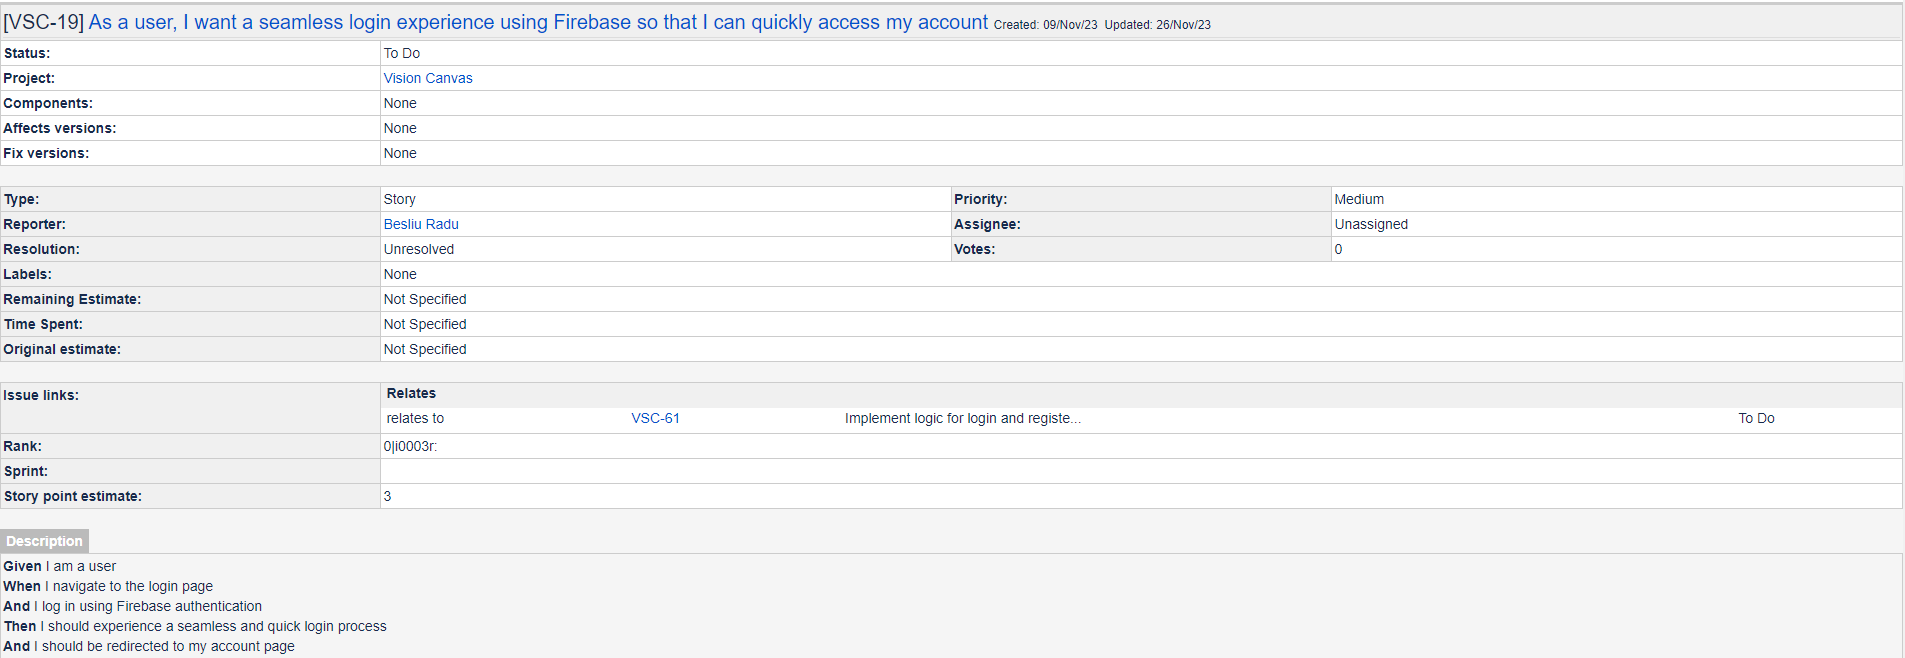 [VSC-19] As a user, I want a seamless login experience using Firebase so that I can quickly access my account Created: 09/Nov/23 Updated: 26/Nov/23
Status: To Do
Project: Vision Canvas
Components: None
Affects versions: None
Fix versions: None
Type: Story Priority: Medium
Reporter: Besliu Radu Assignee: Unassigned
Resolution: Unresolved Votes: 0
Labels: None
Remaining Estimate: Not Specified
Time Spent: Not Specified
Original estimate: Not Specified
Issue links: Relates
relates to VSC-61 Implement logic for login and registe... To Do
Rank: 0|i0003r:
Sprint:
Story point estimate: 3
Description
Given I am a user
When I navigate to the login page
And I log in using Firebase authentication
Then I should experience a seamless and quick login process
And I should be redirected to my account page